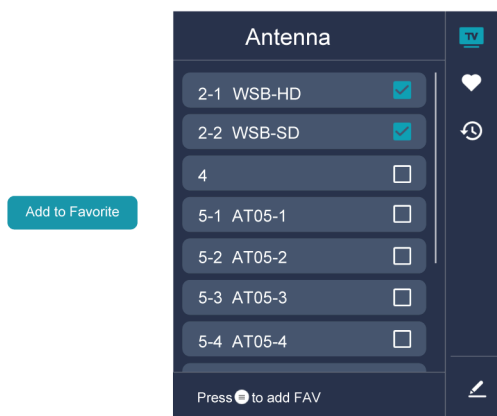 Antenna
TV
2-1 WSB-HD
2-2 WSB-SD
4
Add to Favorite
5-1 AT05-1
5-2 AT05-2
5-3 AT05-3
5-4 AT05-4
Press to add FAV